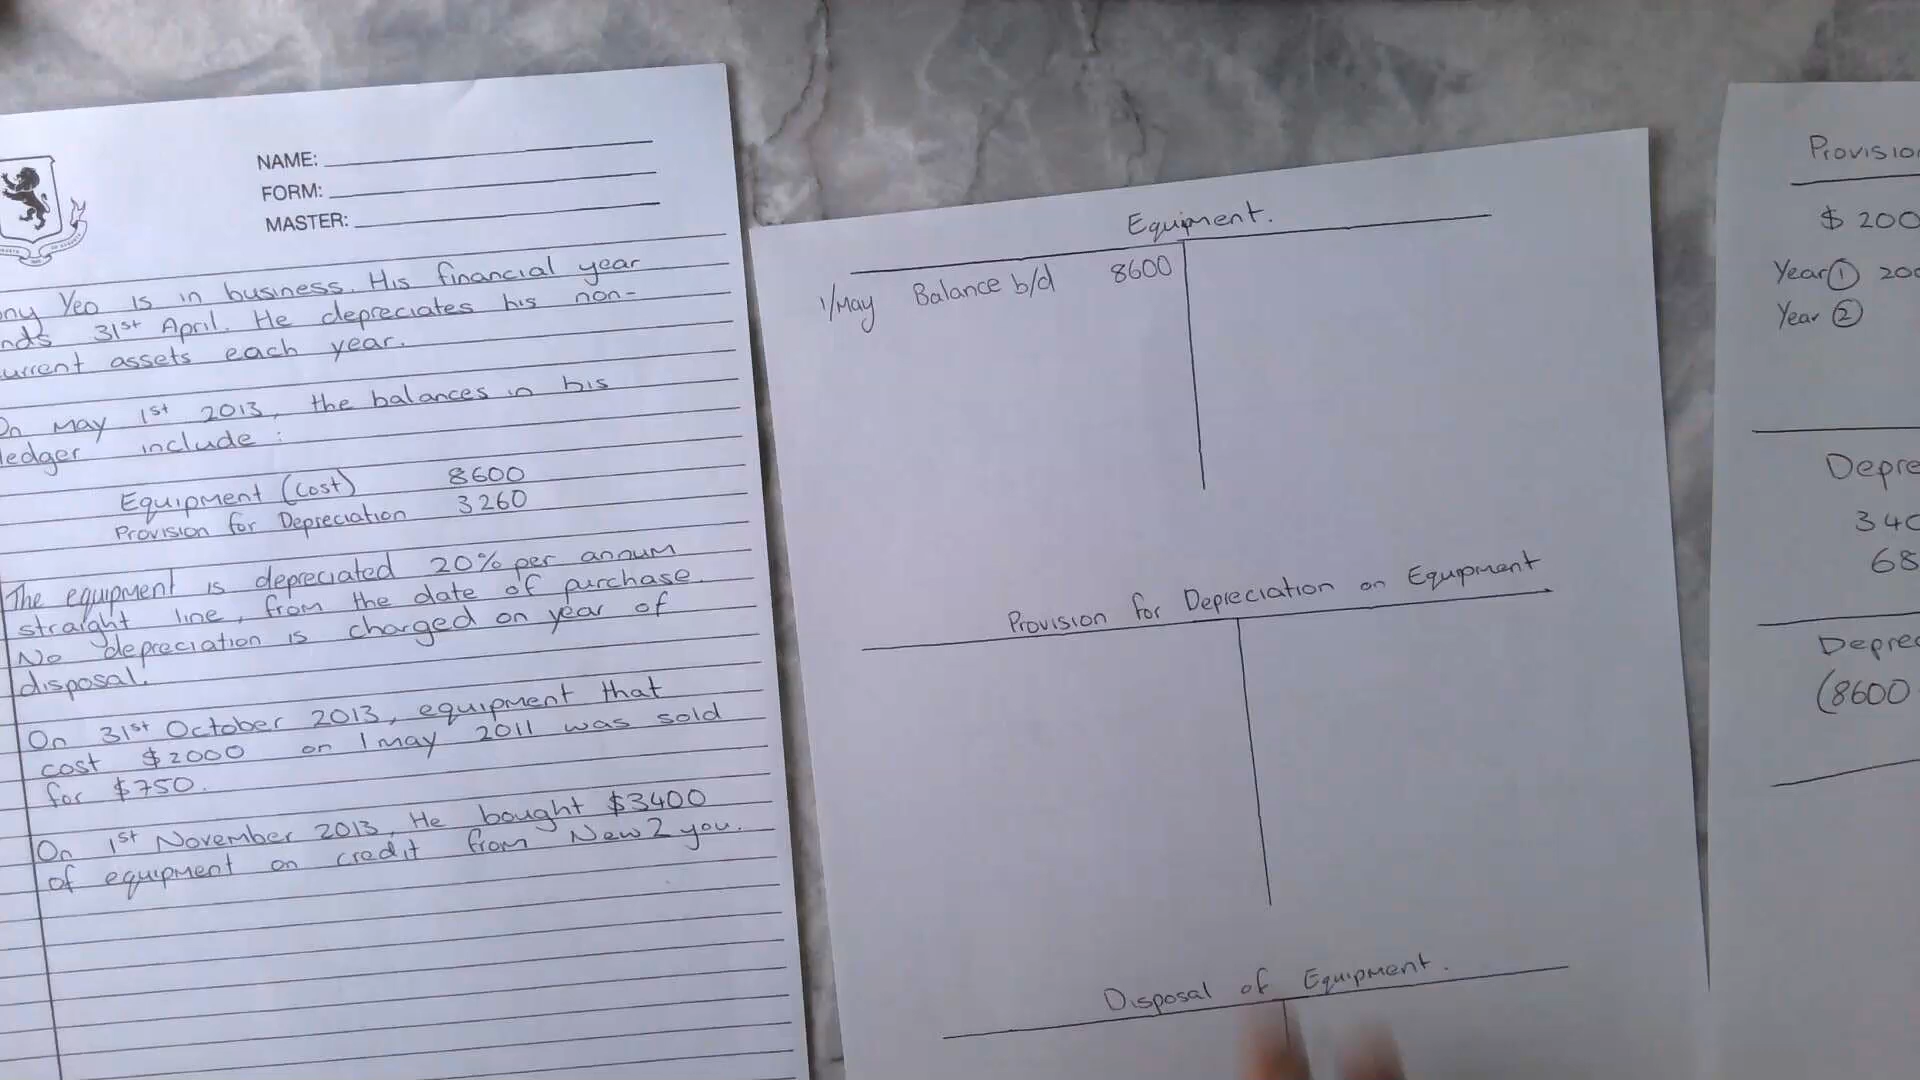 NAME:
FORM:
MASTER:
ny Yeo is in business. His financial year
nds 31st April. He depreciates his non-
urrent assets each year.
On May 1st 2013, the balances in his
ledger include :
Equipment (cost) 8600
Provision for Depreciation 3260
The equipment is depreciated 20% per annum
straight line, from the date of purchase.
No depreciation is charged on year of
disposal.
On 31st October 2013, equipment that
cost $2000 on 1 may 2011 was sold
for $750.
On 1st November 2013, He bought $3400
of equipment on credit from New 2 you.
Equipment.
1/May Balance b/d 8600
Provision for Depreciation on Equipment
Disposal of Equipment.
Provision
$ 200
Year ① 200
Year ②
Depre
340
68
Deprec
(8600